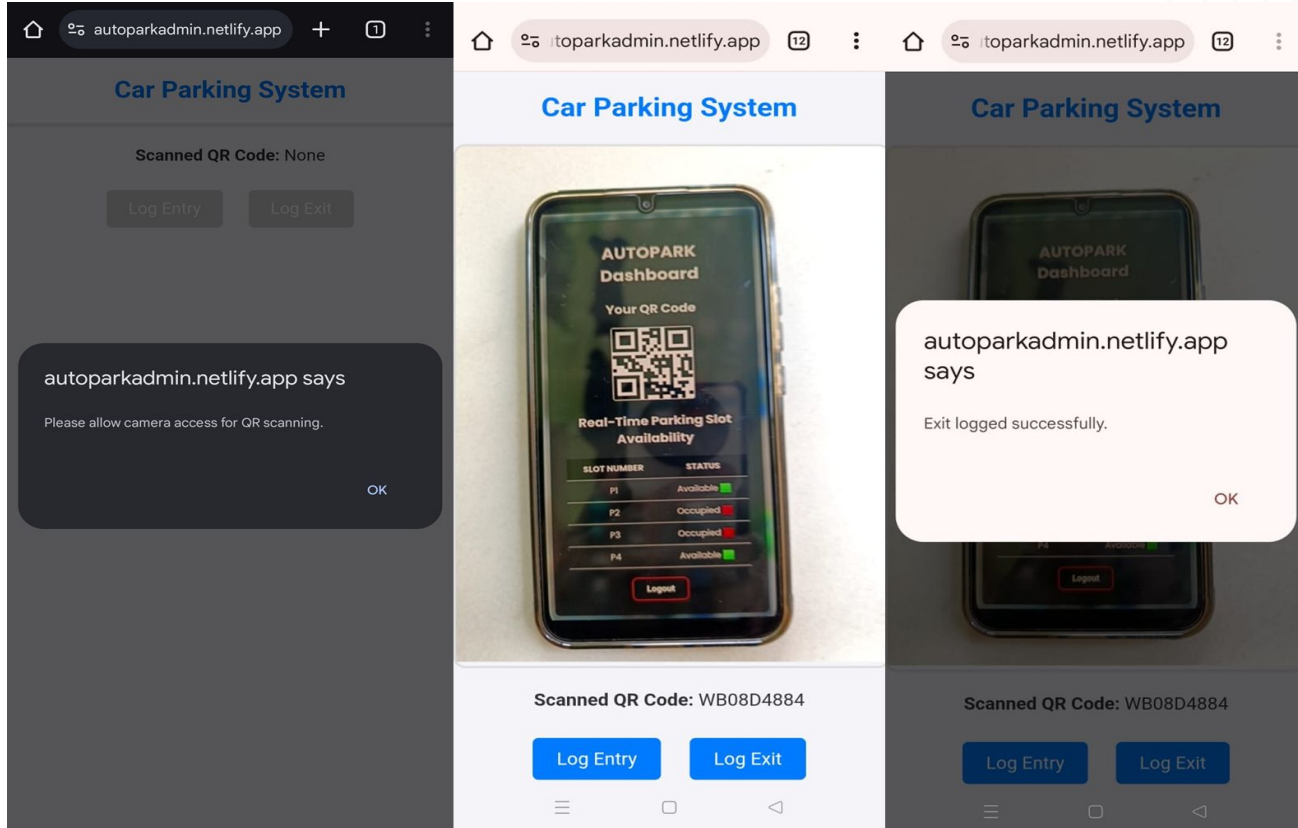 autoparkadmin.netlify.app
1
Car Parking System
Scanned QR Code: None
Log Entry
Log Exit
autoparkadmin.netlify.app says
Please allow camera access for QR scanning.
OK
toparkadmin.netlify.app
12
Car Parking System
AUTOPARK
Dashboard
Your QR Code
Real-Time Parking Slot
Availability
SLOT NUMBER STATUS
P1 Available
P2 Occupied
P3 Occupied
P4 Available
Logout
Scanned QR Code: WB08D4884
Log Entry
Log Exit
toparkadmin.netlify.app
12
Car Parking System
AUTOPARK
Dashboard
autoparkadmin.netlify.app
says
Exit logged successfully.
OK
P4 Available
Logout
Scanned QR Code: WB08D4884
Log Entry
Log Exit